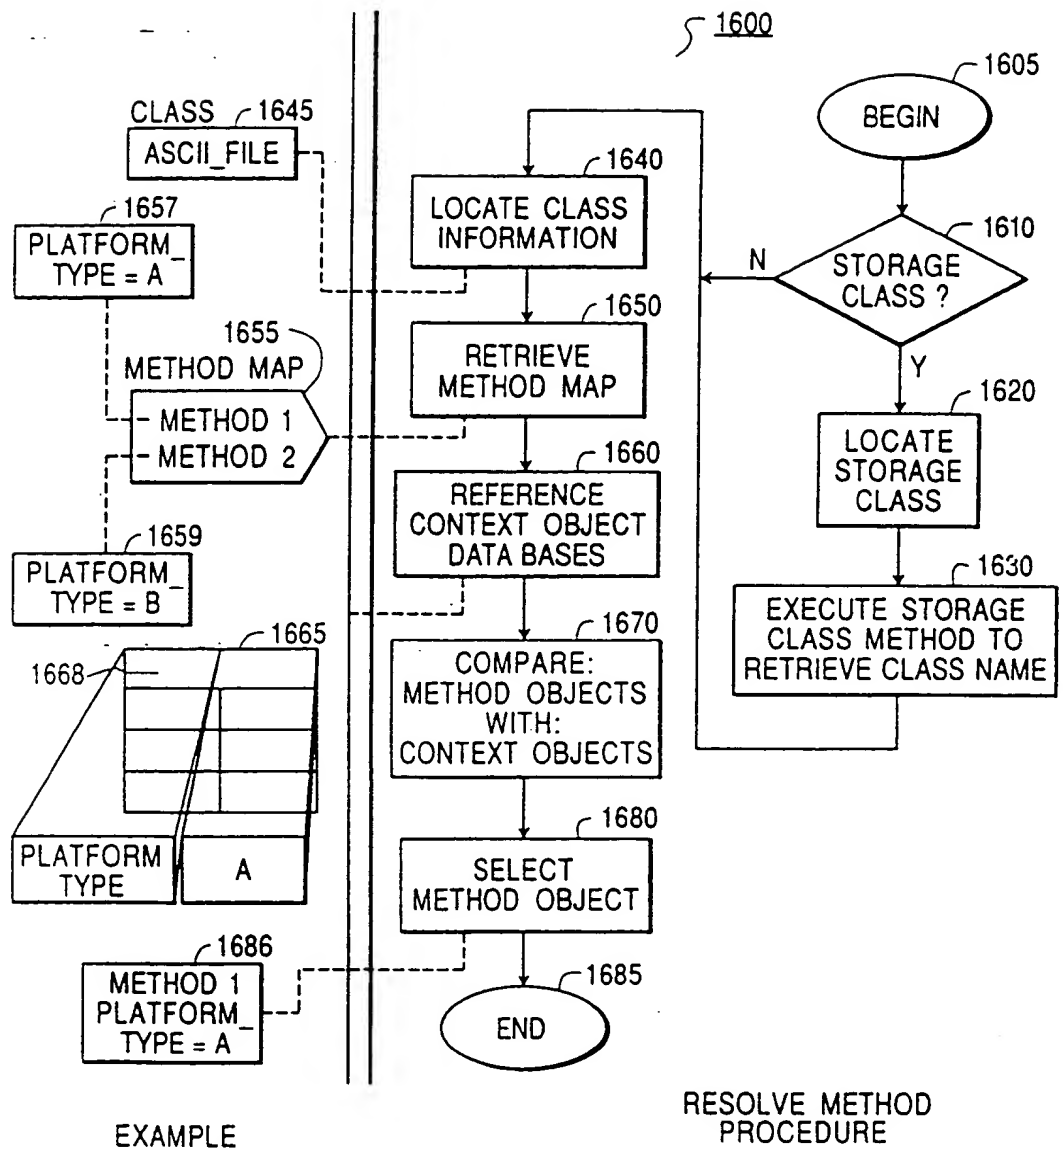 1600
1605
BEGIN
CLASS
1645
ASCII_FILE
1640
LOCATE CLASS
INFORMATION
1610
STORAGE
CLASS ?
N
Y
1657
PLATFORM_
TYPE = A
1650
RETRIEVE
METHOD MAP
1655
METHOD MAP
METHOD 1
METHOD 2
1620
LOCATE
STORAGE
CLASS
1660
REFERENCE
CONTEXT OBJECT
DATA BASES
1659
PLATFORM_
TYPE = B
1630
EXECUTE STORAGE
CLASS METHOD TO
RETRIEVE CLASS NAME
1665
1668
1670
COMPARE:
METHOD OBJECTS
WITH:
CONTEXT OBJECTS
PLATFORM
TYPE
A
1680
SELECT
METHOD OBJECT
1686
METHOD 1
PLATFORM_
TYPE = A
1685
END
EXAMPLE
RESOLVE METHOD
PROCEDURE